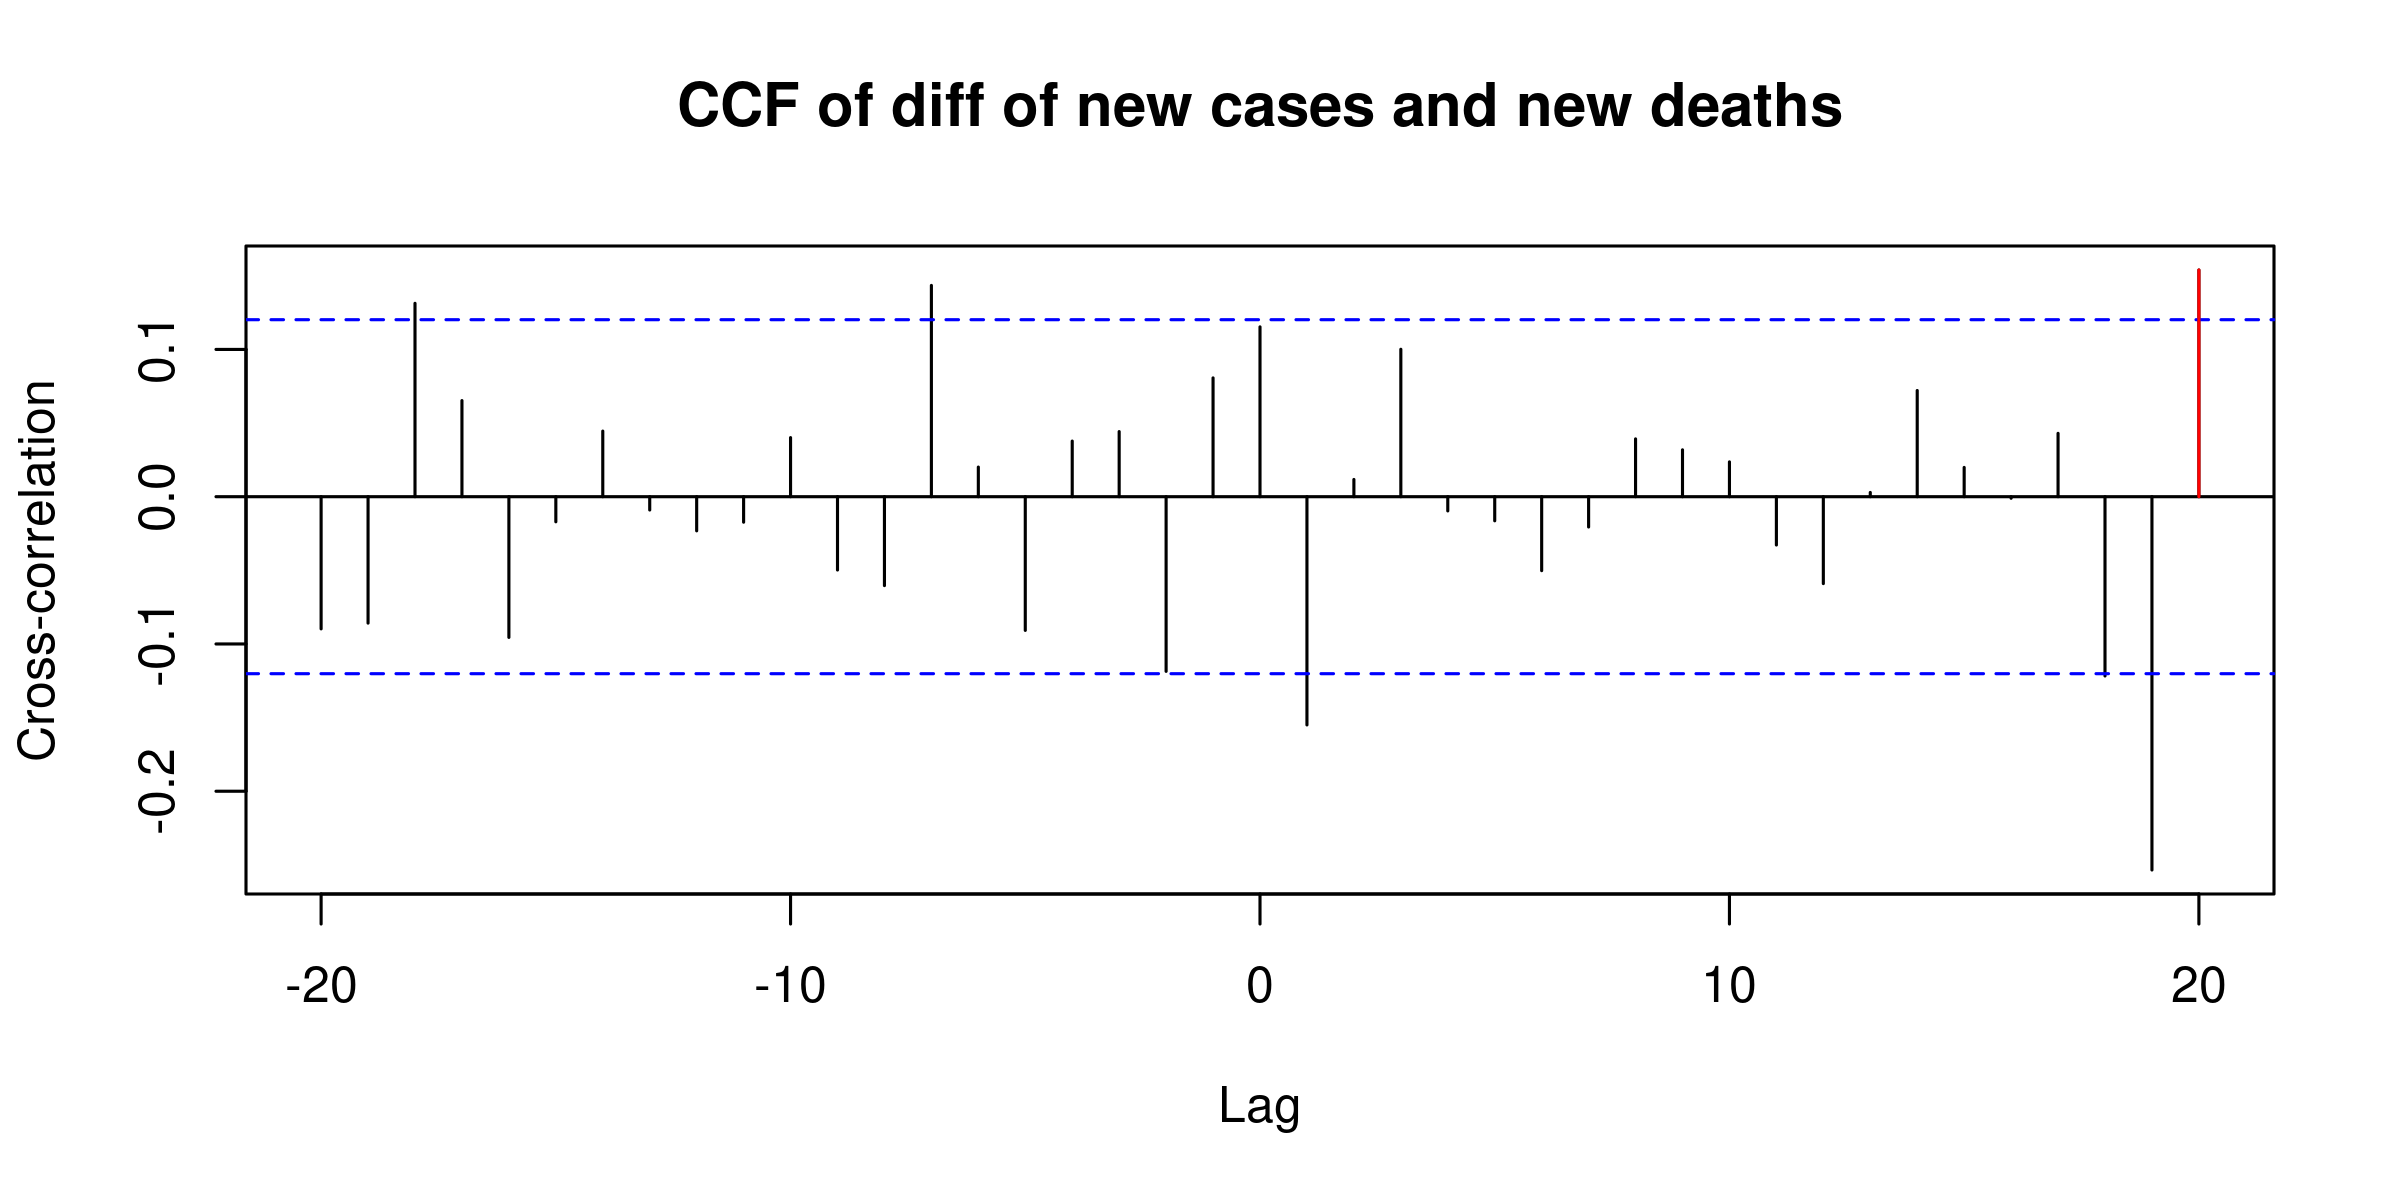 CCF of diff of new cases and new deaths
Cross-correlation
0.1
0.0
-0.1
-0.2
-20 -10 0 10 20
Lag